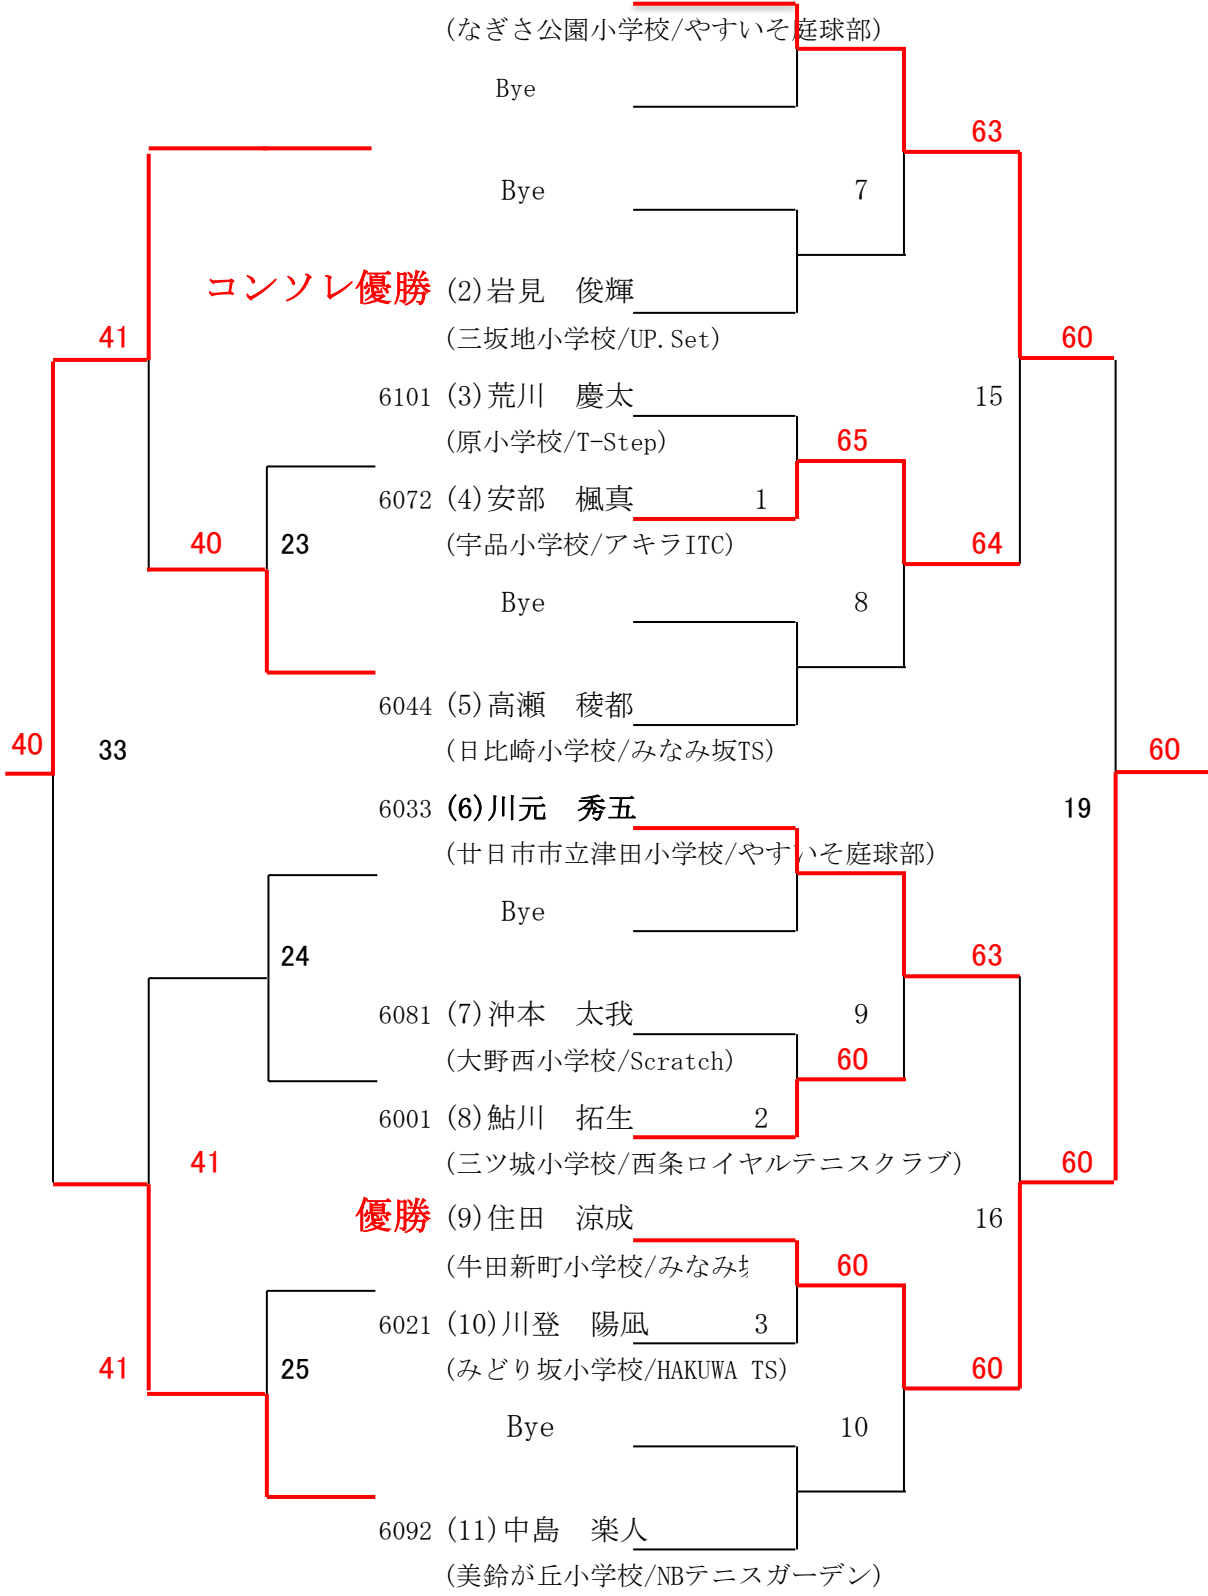 (なぎさ公園小学校/やすいそ庭球部)
Bye
63
Bye
7
コンソレ優勝 (2)岩見　俊輝
(三坂地小学校/UP.Set)
41
60
6101 (3)荒川　慶太
15
(原小学校/T-Step)
65
6072 (4)安部　楓真
1
40
23
(宇品小学校/アキラITC)
64
Bye
8
6044 (5)高瀬　稜都
40
33
(日比崎小学校/みなみ坂TS)
60
6033 (6)川元　秀五
19
(廿日市市立津田小学校/やすいそ庭球部)
Bye
24
63
6081 (7)沖本　太我
9
(大野西小学校/Scratch)
60
6001 (8)鮎川　拓生
2
41
(三ツ城小学校/西条ロイヤルテニスクラブ)
60
優勝 (9)住田　涼成
16
(牛田新町小学校/みなみ
60
6021 (10)川登　陽凪
3
41
25
(みどり坂小学校/HAKUWA TS)
60
Bye
10
6092 (11)中島　楽人
(美鈴が丘小学校/NBテニスガーデン)